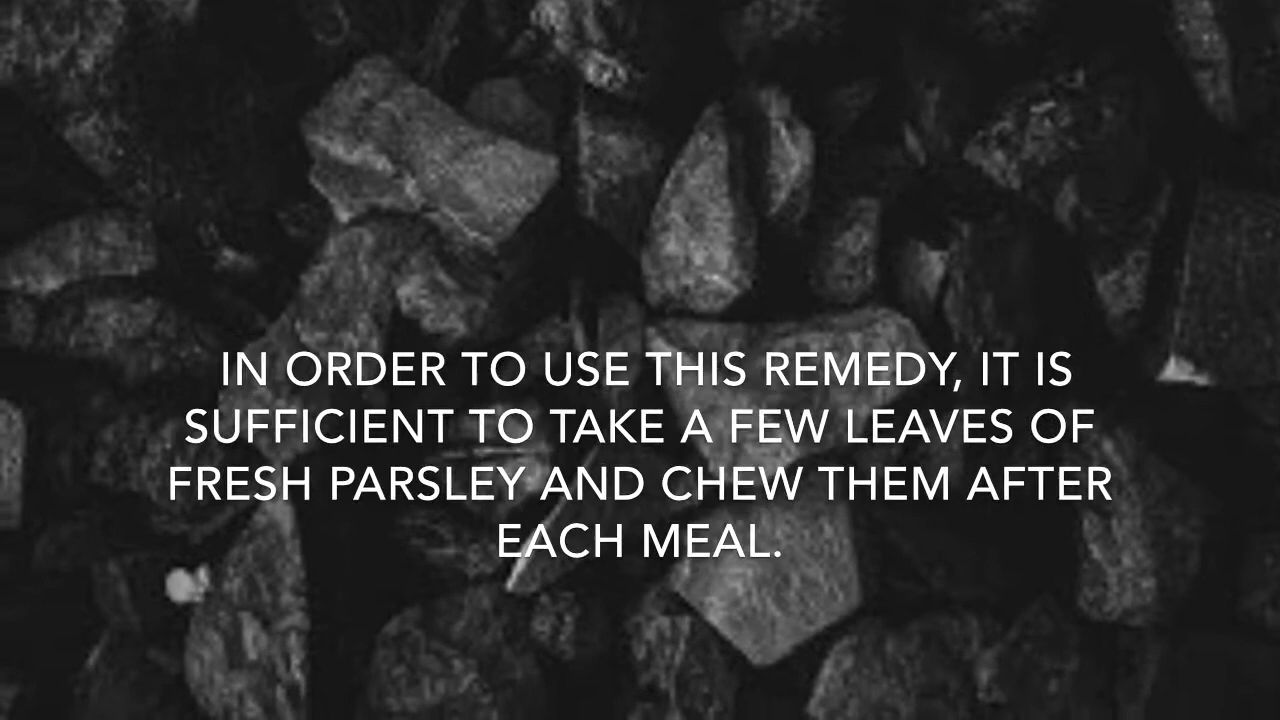 IN ORDER TO USE THIS REMEDY, IT IS
SUFFICIENT TO TAKE A FEW LEAVES OF
FRESH PARSLEY AND CHEW THEM AFTER
EACH MEAL.